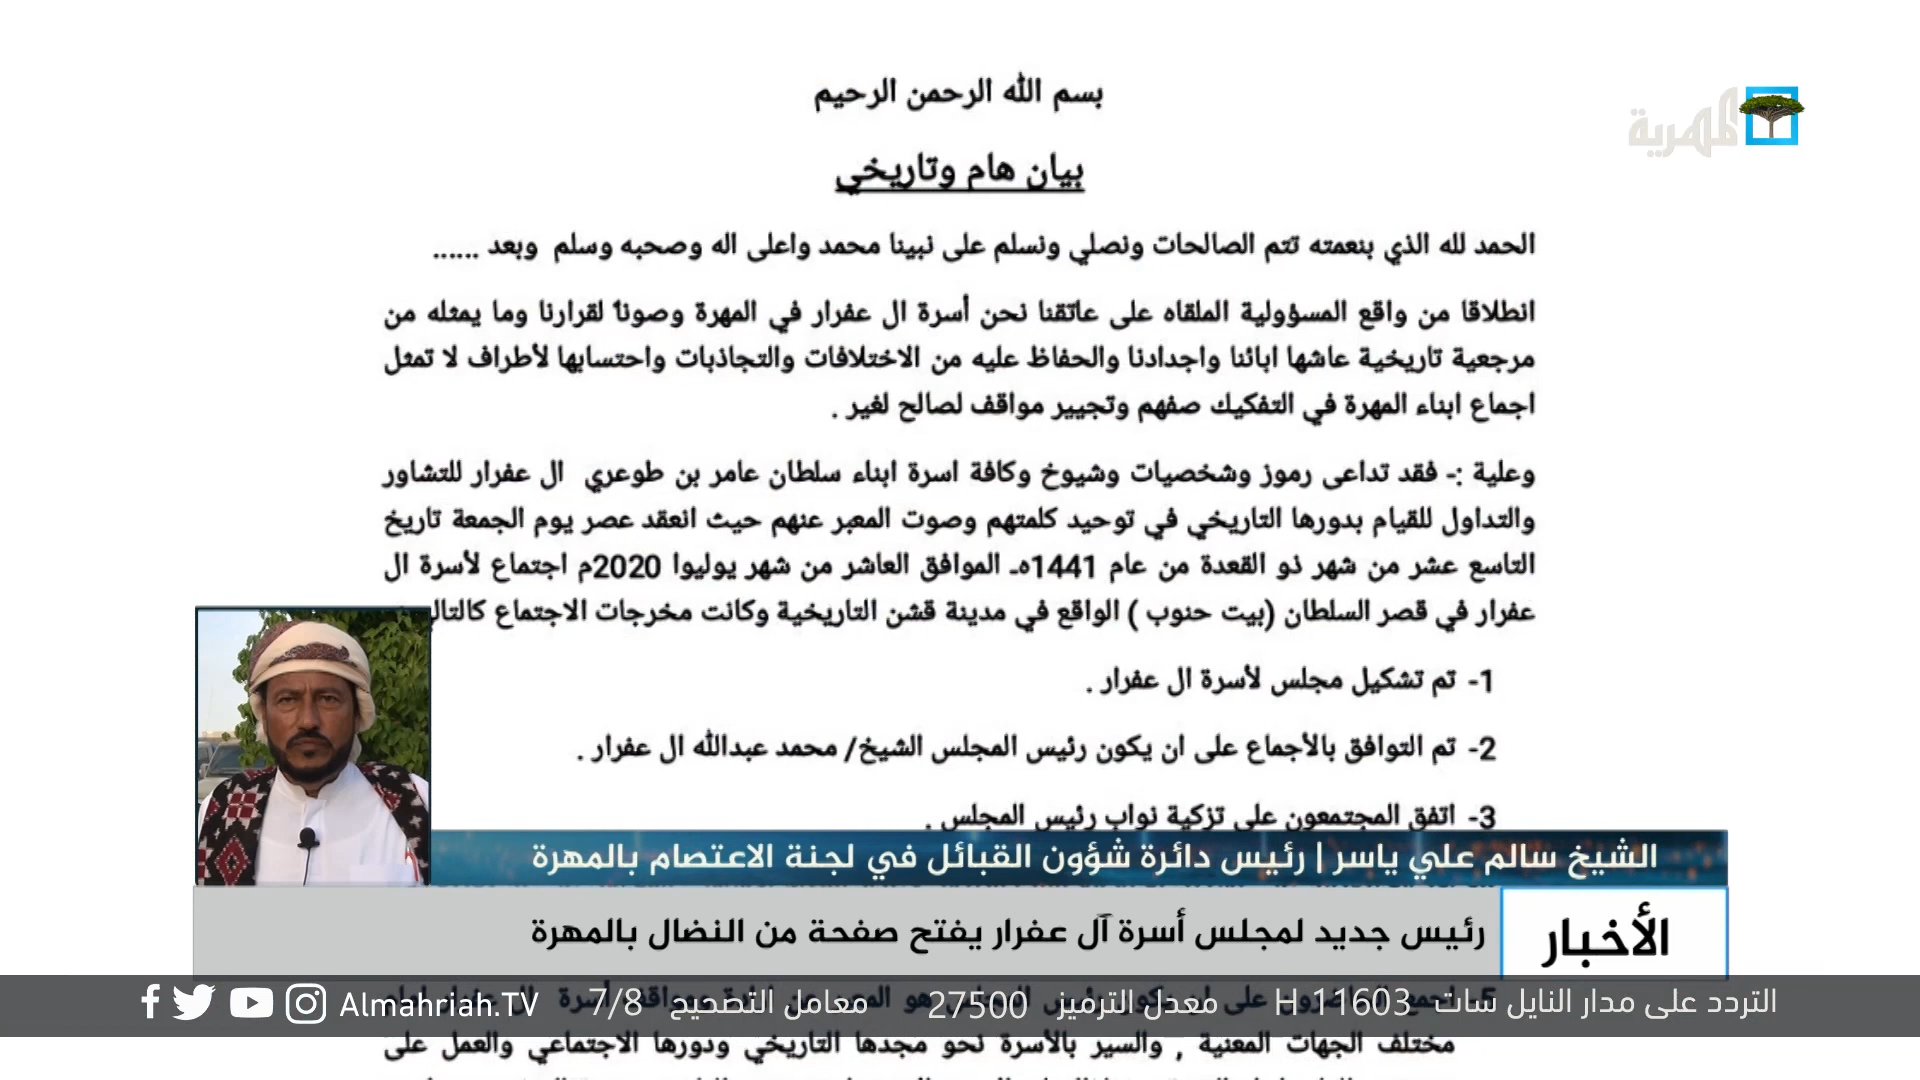 بسم الله الرحمن الرحيم
المهرية
بيان هام وتاريخي
الحمد لله الذي بنعمته تتم الصالحات ونصلي ونسلم على نبينا محمد واعلى اله وصحبه وسلم وبعد ......
انطلاقا من واقع المسؤولية الملقاه على عاتقنا نحن أسرة ال عفرار في المهرة وصوناً لقرارنا وما يمثله من
مرجعية تاريخية عاشها ابائنا واجدادنا والحفاظ عليه من الاختلافات والتجاذبات واحتسابها لأطراف لا تمثل
اجماع ابناء المهرة في التفكيك صفهم وتجيير مواقف لصالح لغير .
وعلية :- فقد تداعى رموز وشخصيات وشيوخ وكافة اسرة ابناء سلطان عامر بن طوعري ال عفرار للتشاور
والتداول للقيام بدورها التاريخي في توحيد كلمتهم وصوت المعبر عنهم حيث انعقد عصر يوم الجمعة تاريخ
التاسع عشر من شهر ذو القعدة من عام 1441ه‍ـ الموافق العاشر من شهر يوليوا 2020م اجتماع لأسرة ال
عفرار في قصر السلطان (بيت حنوب ) الواقع في مدينة قشن التاريخية وكانت مخرجات الاجتماع كالتال
1- تم تشكيل مجلس لأسرة ال عفرار .
2- تم التوافق بالأجماع على ان يكون رئيس المجلس الشيخ/ محمد عبدالله ال عفرار .
3- اتفق المجتمعون على تزكية نواب رئيس المجلس .
الشيخ سالم علي ياسر | رئيس دائرة شؤون القبائل في لجنة الاعتصام بالمهرة
الأخبار
رئيس جديد لمجلس أسرة آل عفرار يفتح صفحة من النضال بالمهرة
التردد على مدار النايل سات H 11603 معدل الترميز 27500 معامل التصحيح 7/8 Almahriah.TV
مختلف الجهات المعنية , والسير بالأسرة نحو مجدها التاريخي ودورها الاجتماعي والعمل على